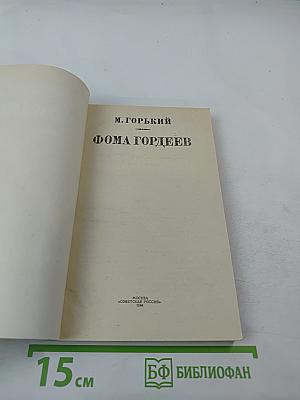 М. ГОРЬКИЙ
ФОМА ГОРДЕЕВ
МОСКВА
«СОВЕТСКАЯ РОССИЯ»
15 см
БФ БИБЛИОФАН